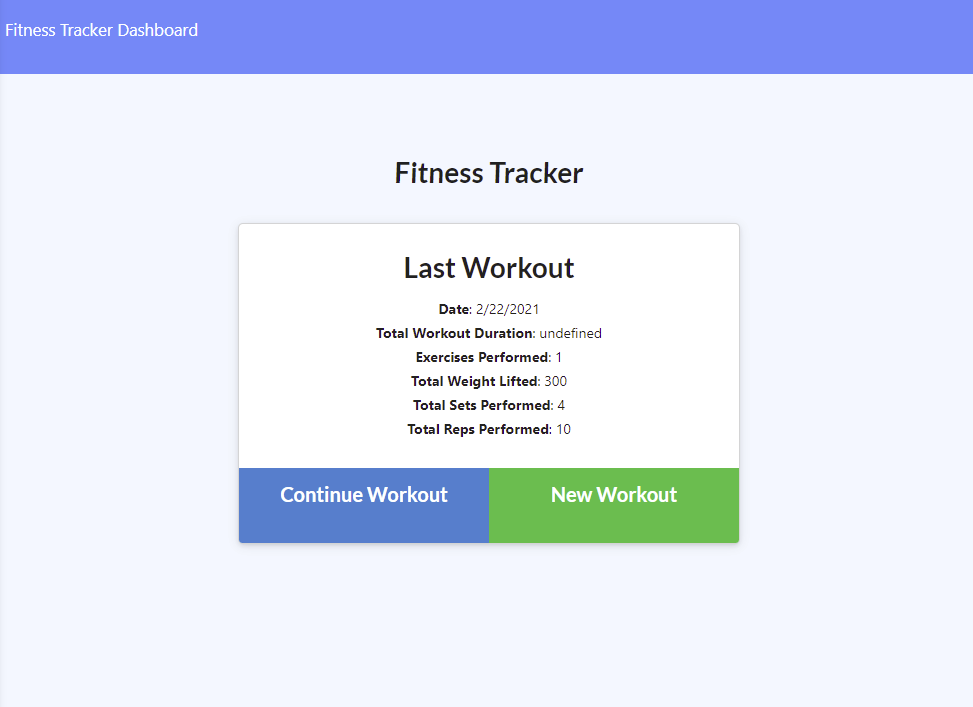 Fitness Tracker Dashboard
Fitness Tracker
Last Workout
Date: 2/22/2021
Total Workout Duration: undefined
Exercises Performed: 1
Total Weight Lifted: 300
Total Sets Performed: 4
Total Reps Performed: 10
Continue Workout New Workout